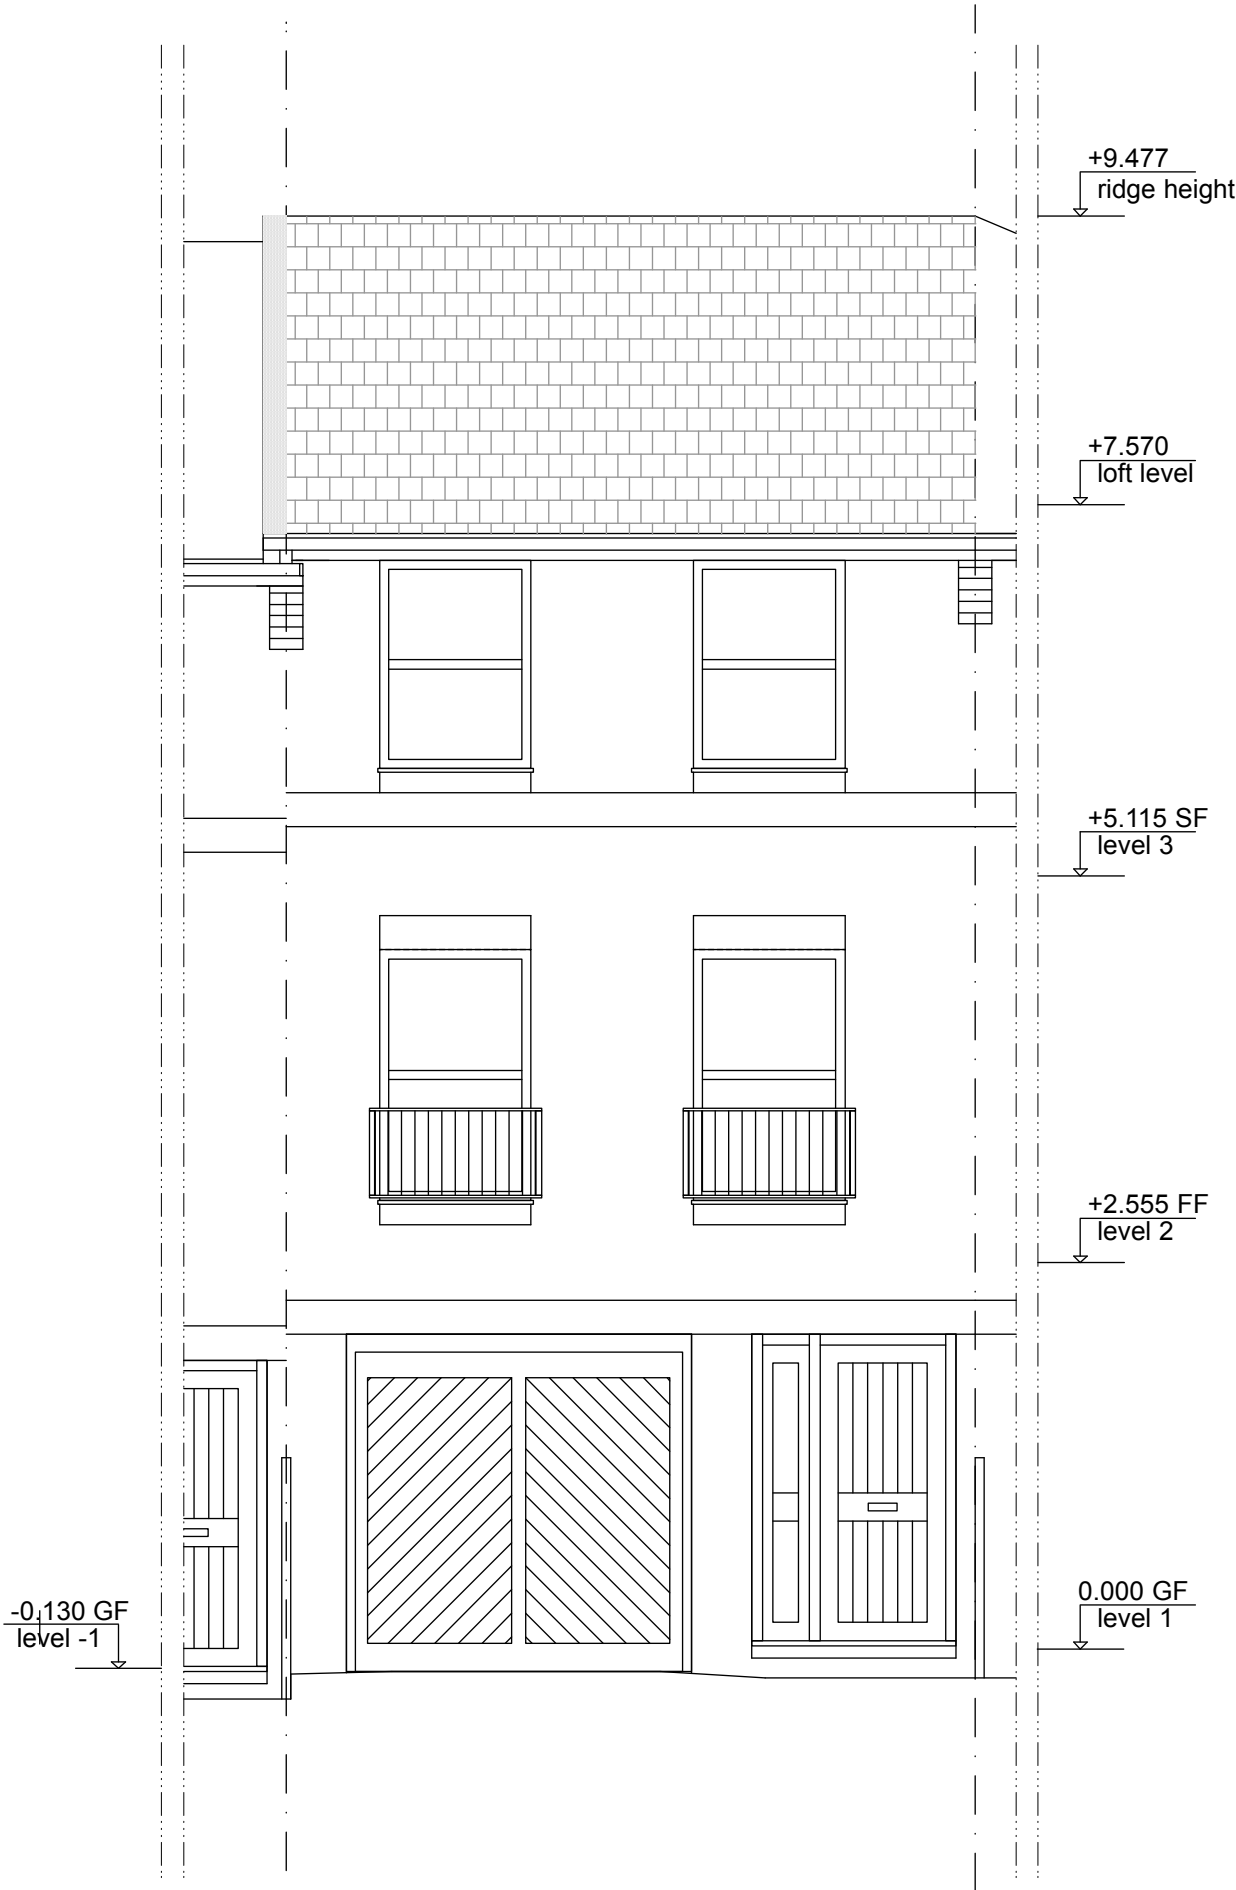 +9.477
ridge height
+7.570
loft level
+5.115 SF
level 3
+2.555 FF
level 2
0.000 GF
level 1
-0.130 GF
level -1